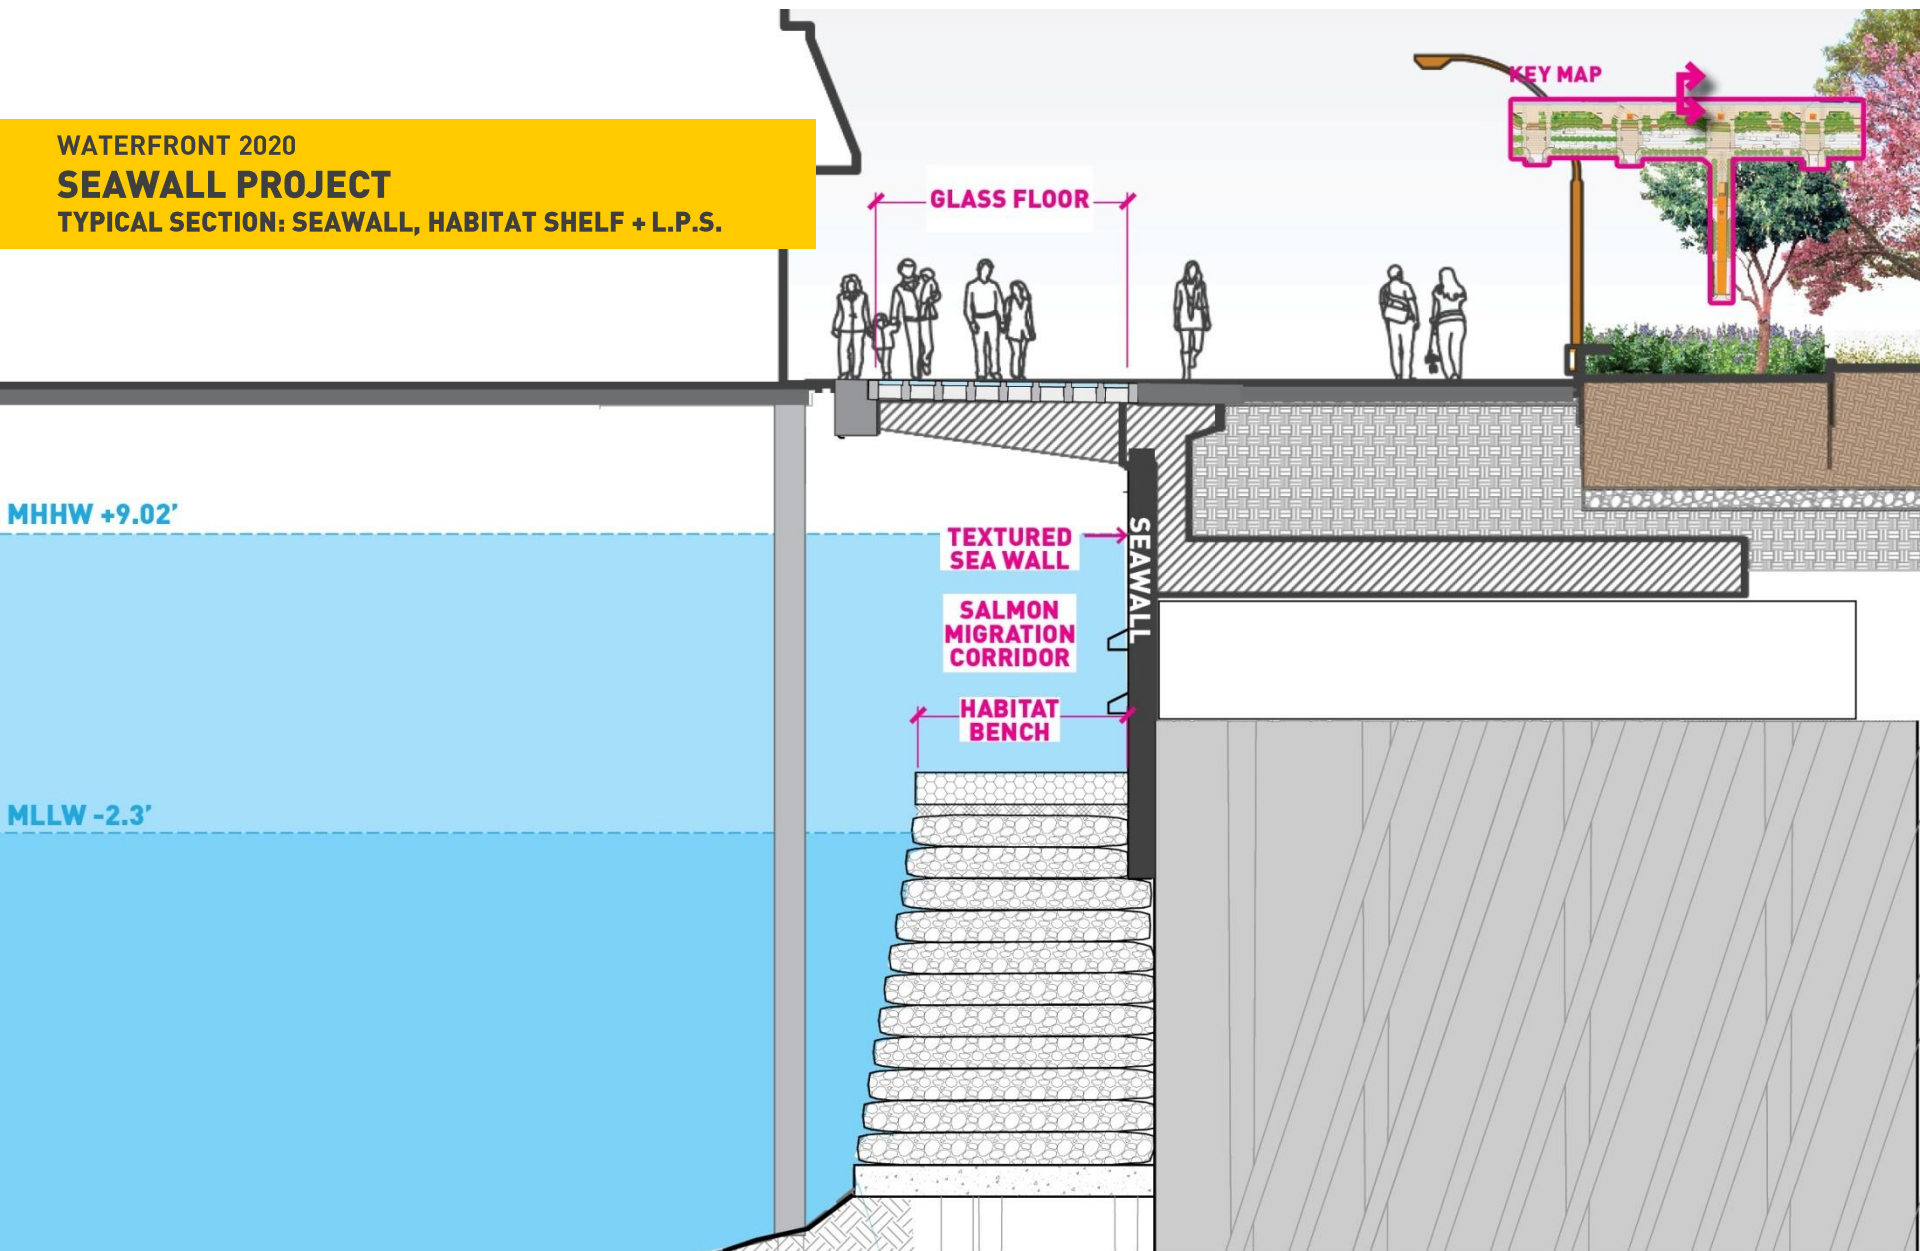 WATERFRONT 2020
SEAWALL PROJECT
TYPICAL SECTION: SEAWALL, HABITAT SHELF + L.P.S.
KEY MAP
GLASS FLOOR
MHHW +9.02’
TEXTURED
SEA WALL
SEAWALL
SALMON
MIGRATION
CORRIDOR
HABITAT
BENCH
MLLW -2.3’